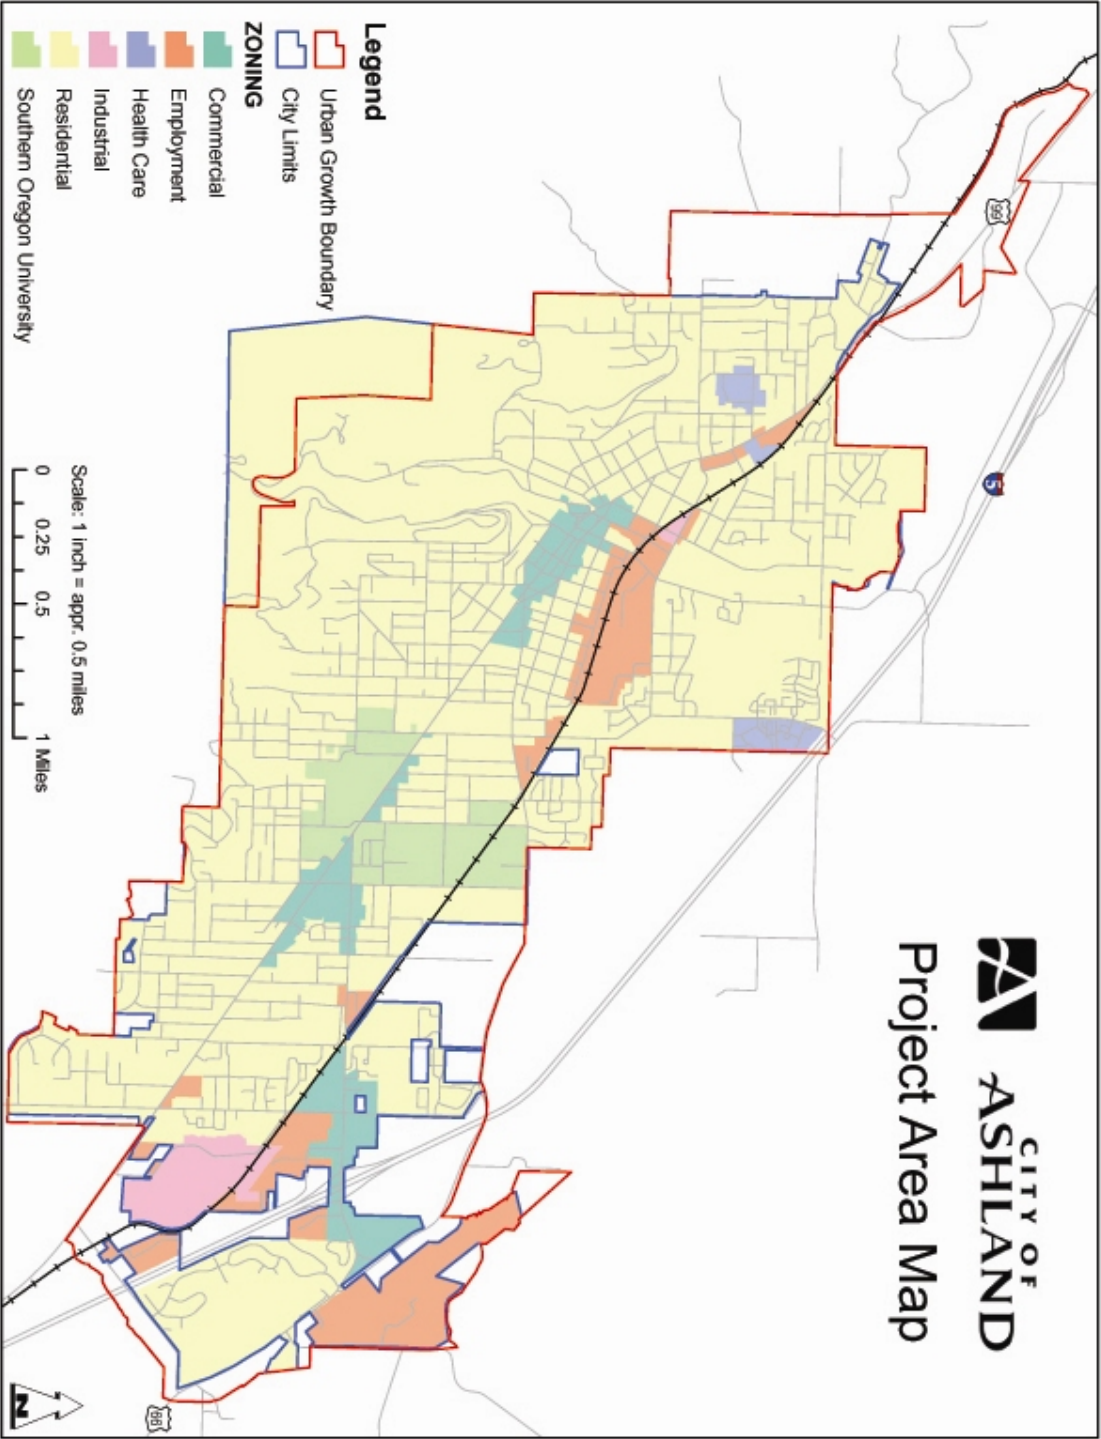 CITY OF
ASHLAND
Project Area Map
99
5
Legend
Urban Growth Boundary
City Limits
ZONING
Commercial
Employment
Health Care
Industrial
Residential
Southern Oregon University
Scale: 1 inch = appr. 0.5 miles
0 0.25 0.5 1 Miles
66
N